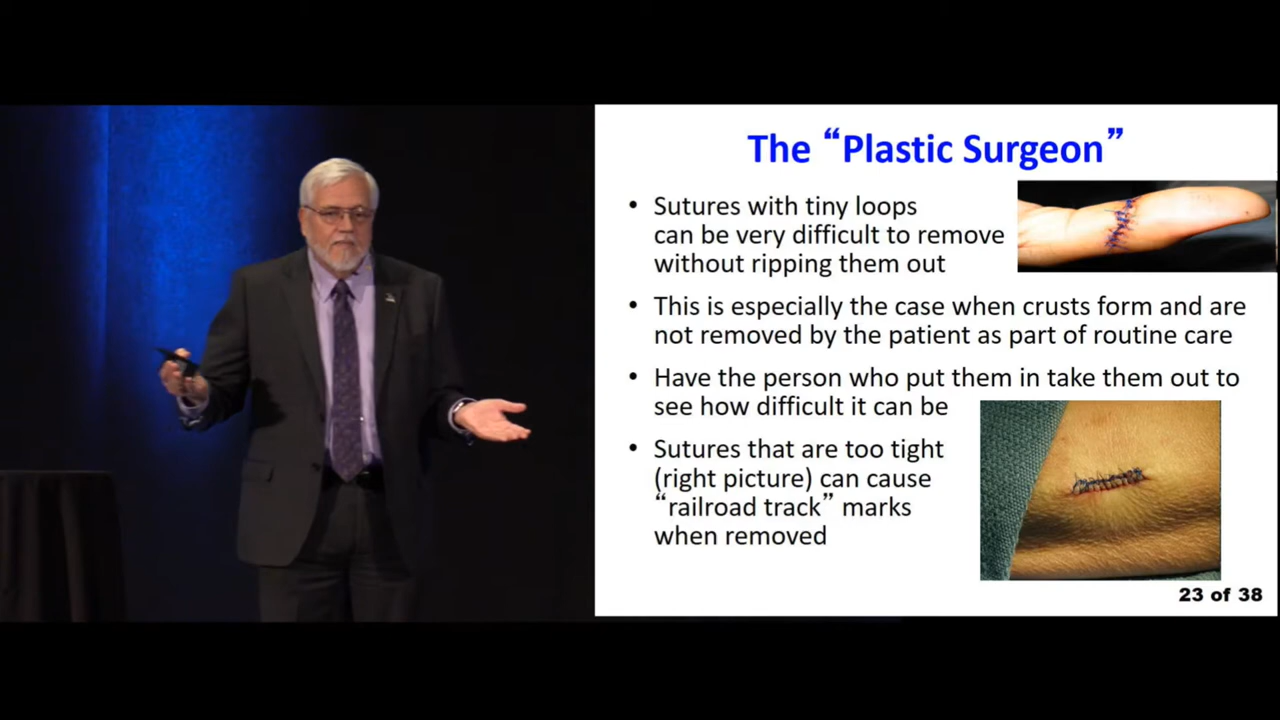 The “Plastic Surgeon”
• Sutures with tiny loops
can be very difficult to remove
without ripping them out
• This is especially the case when crusts form and are
not removed by the patient as part of routine care
• Have the person who put them in take them out to
see how difficult it can be
• Sutures that are too tight
(right picture) can cause
“railroad track” marks
when removed
23 of 38